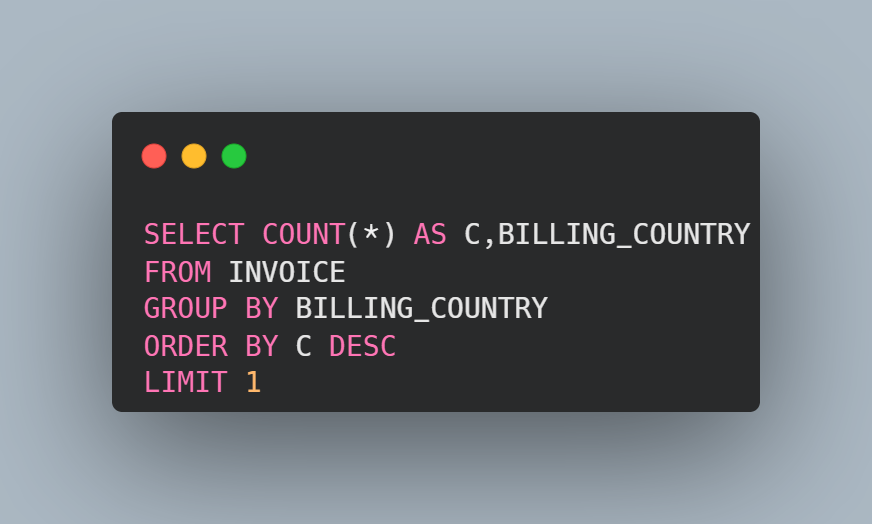 SELECT COUNT(*) AS C,BILLING_COUNTRY
FROM INVOICE
GROUP BY BILLING_COUNTRY
ORDER BY C DESC
LIMIT 1